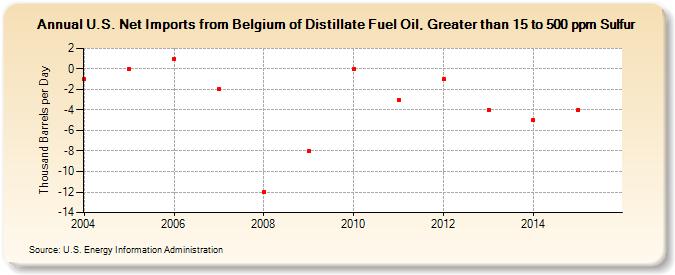 Annual U.S. Net Imports from Belgium of Distillate Fuel Oil, Greater than 15 to 500 ppm Sulfur
Thousand Barrels per Day
2
0
-2
-4
-6
-8
-10
-12
-14
2004 2006 2008 2010 2012 2014
Source: U.S. Energy Information Administration